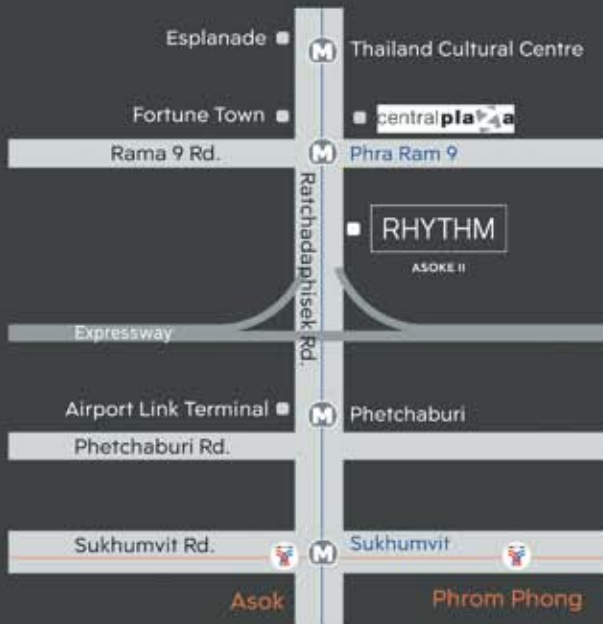 Esplanade
Thailand Cultural Centre
Fortune Town
centralplaza
Rama 9 Rd.
Phra Ram 9
Ratchadaphisek Rd.
RHYTHM
ASOKE II
Expressway
Airport Link Terminal
Phetchaburi
Phetchaburi Rd.
Sukhumvit Rd.
Sukhumvit
Asok
Phrom Phong